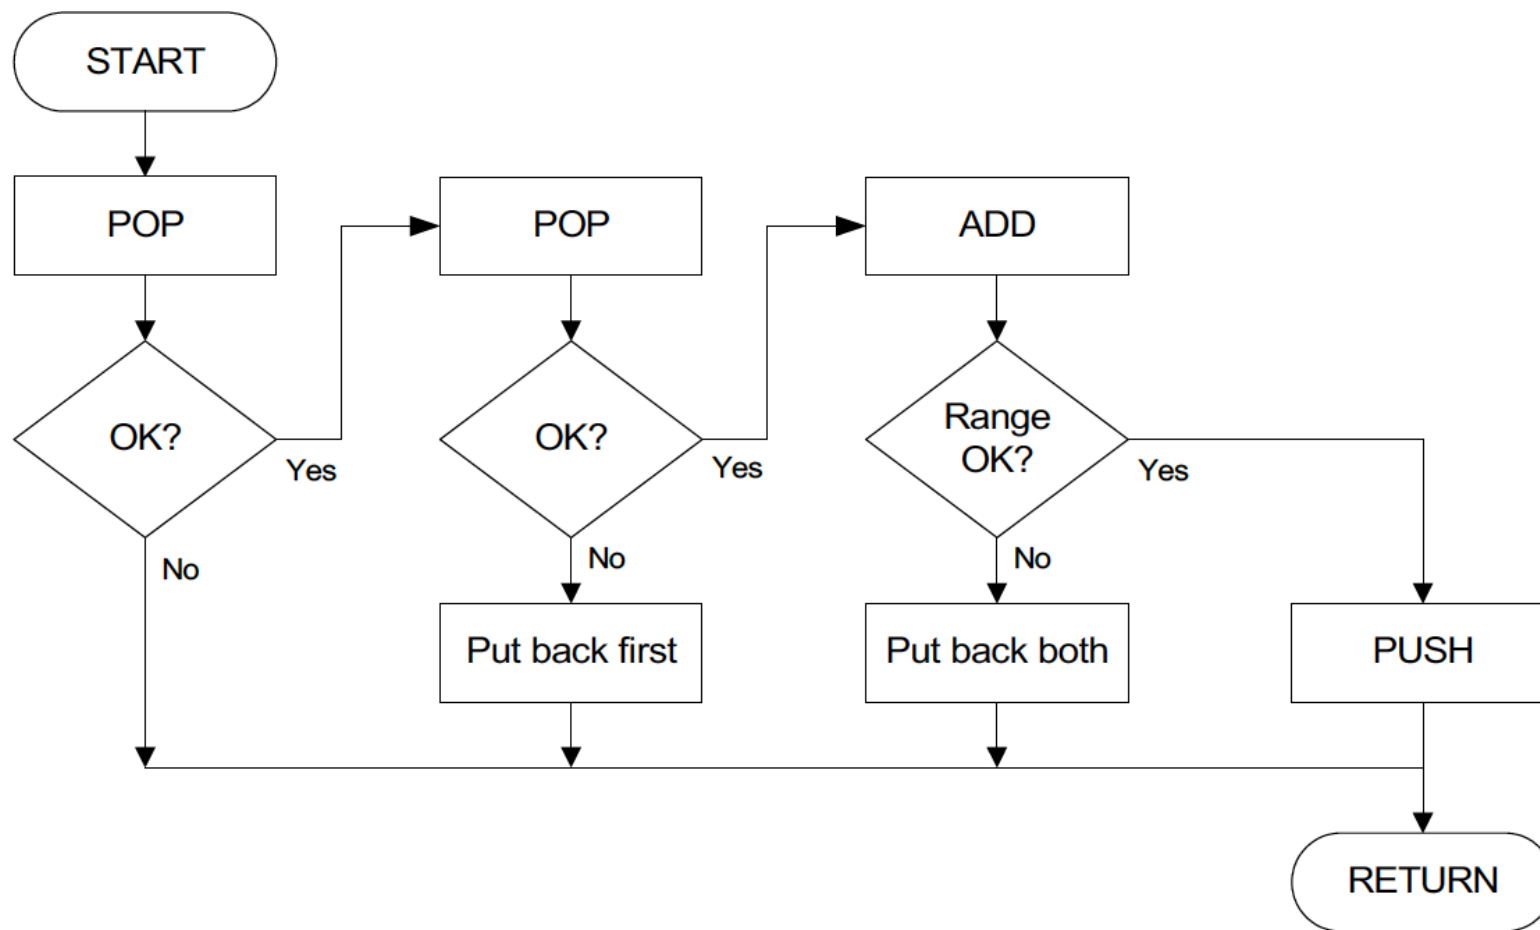 START
POP
POP
ADD
OK?
Yes
OK?
Yes
Range
OK?
Yes
No
No
No
Put back first
Put back both
PUSH
RETURN